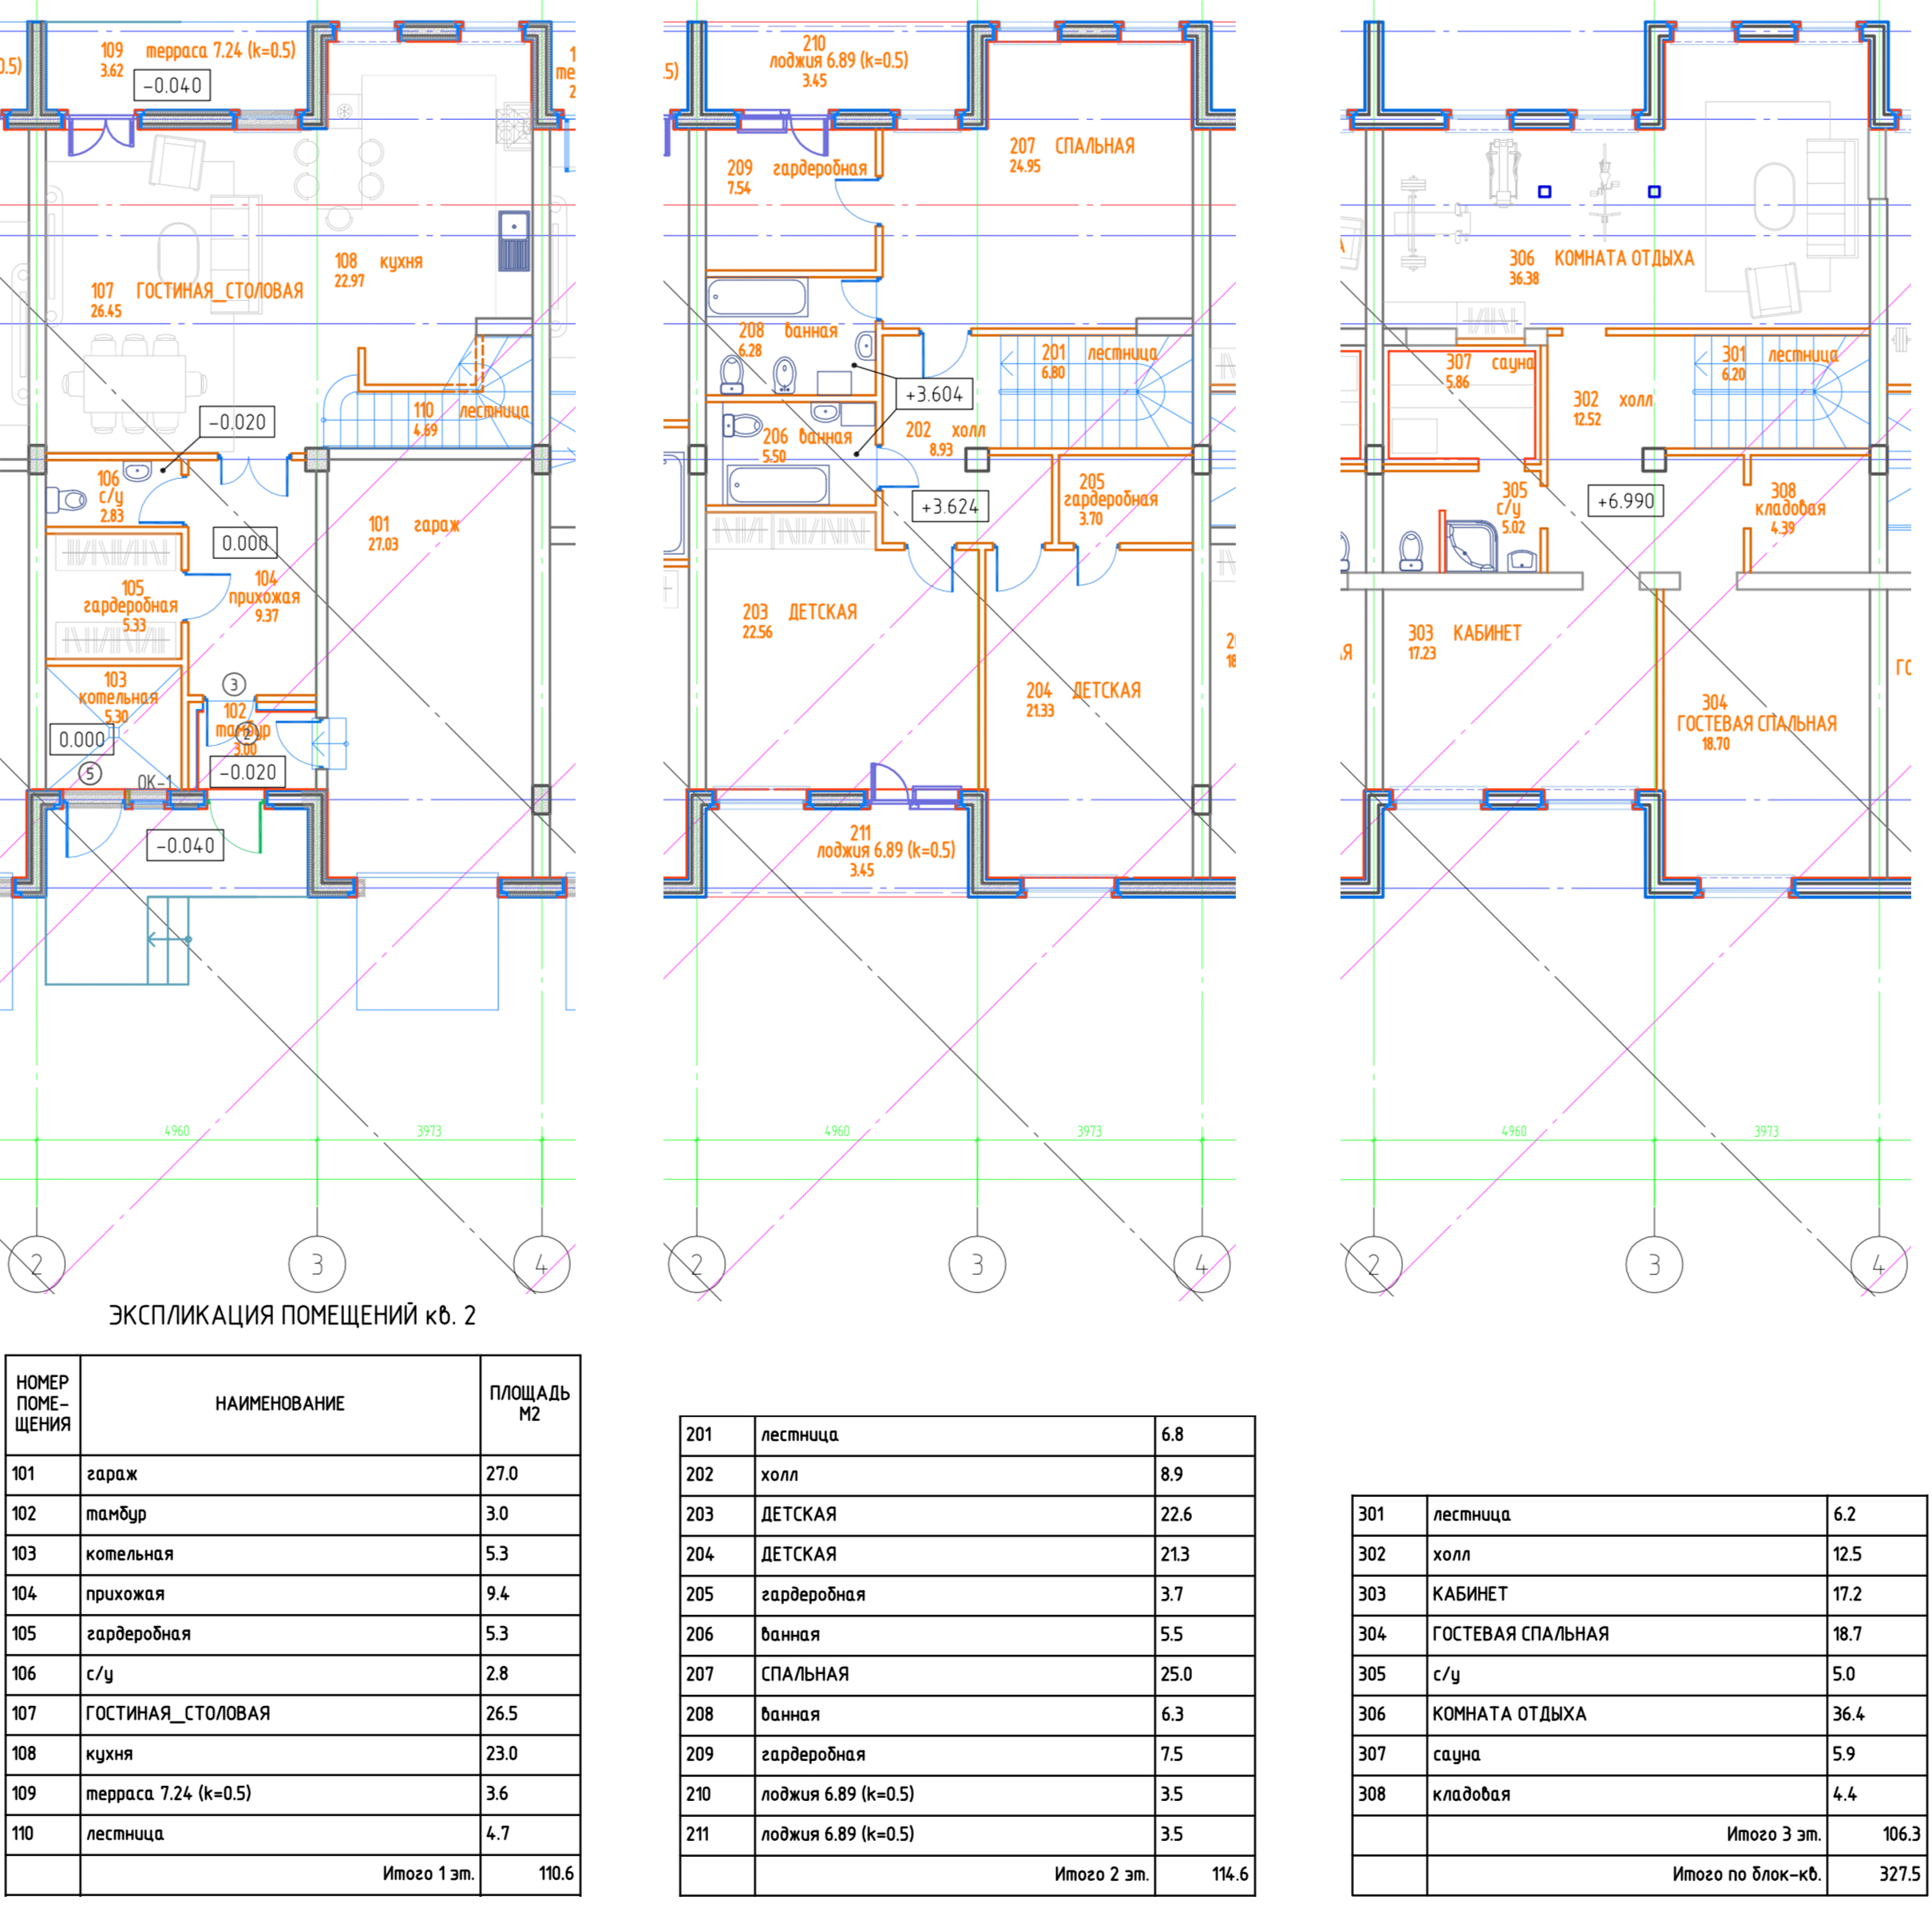 109 терраса 7.24 (k=0.5)
3.62
-0.040
0.5)
108 кухня
22.97
107 ГОСТИНАЯ_СТОЛОВАЯ
26.45
-0.020
110 лестница
4.69
106
с/у
2.83
0.000
101 гараж
27.03
105
гардеробная
5.33
104
прихожая
9.37
103
котельная
5.30
3
102
тамбур
3.00
2
0.000
5
ОК-1
-0.020
-0.040
4960
3973
2
3
4
210
лоджия 6.89 (k=0.5)
3.45
.5)
207 СПАЛЬНАЯ
24.95
209 гардеробная
7.54
208 ванная
6.28
201 лестница
6.80
+3.604
206 ванная
5.50
202 холл
8.93
+3.624
205
гардеробная
3.70
203 ДЕТСКАЯ
22.56
204 ДЕТСКАЯ
21.33
211
лоджия 6.89 (k=0.5)
3.45
4960
3973
2
3
4
306 КОМНАТА ОТДЫХА
36.38
307 сауна
5.86
301 лестница
6.20
302 холл
12.52
305
с/у
5.02
+6.990
308
кладовая
4.39
303 КАБИНЕТ
17.23
304
ГОСТЕВАЯ СПАЛЬНАЯ
18.70
4960
3973
2
3
4
ЭКСПЛИКАЦИЯ ПОМЕЩЕНИЙ кв. 2
НОМЕР
ПОМЕ-
ЩЕНИЯ
НАИМЕНОВАНИЕ
ПЛОЩАДЬ
М2
101 гараж 27.0
102 тамбур 3.0
103 котельная 5.3
104 прихожая 9.4
105 гардеробная 5.3
106 с/у 2.8
107 ГОСТИНАЯ_СТОЛОВАЯ 26.5
108 кухня 23.0
109 терраса 7.24 (k=0.5) 3.6
110 лестница 4.7
Итого 1 эт. 110.6
201 лестница 6.8
202 холл 8.9
203 ДЕТСКАЯ 22.6
204 ДЕТСКАЯ 21.3
205 гардеробная 3.7
206 ванная 5.5
207 СПАЛЬНАЯ 25.0
208 ванная 6.3
209 гардеробная 7.5
210 лоджия 6.89 (k=0.5) 3.5
211 лоджия 6.89 (k=0.5) 3.5
Итого 2 эт. 114.6
301 лестница 6.2
302 холл 12.5
303 КАБИНЕТ 17.2
304 ГОСТЕВАЯ СПАЛЬНАЯ 18.7
305 с/у 5.0
306 КОМНАТА ОТДЫХА 36.4
307 сауна 5.9
308 кладовая 4.4
Итого 3 эт. 106.3
Итого по блок-кв. 327.5